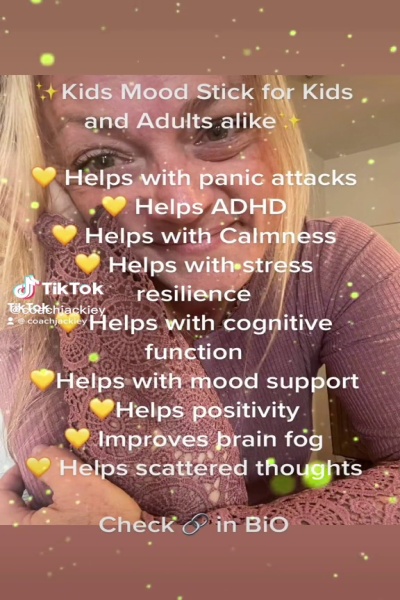 ✨Kids Mood Stick for Kids
and Adults alike✨
💛 Helps with panic attacks
💛 Helps ADHD
💛 Helps with Calmness
💛 Helps with stress
resilience
TikTok
TikTok
@coachjackiey
@coachjackiey
Helps with cognitive
function
💛Helps with mood support
💛Helps positivity
💛 Improves brain fog
💛 Helps scattered thoughts
Check 🔗 in BiO